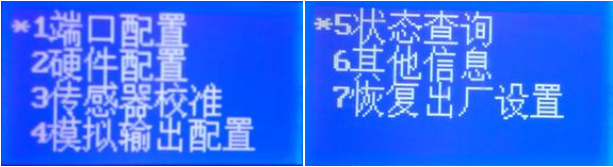 *1端口配置
2硬件配置
3传感器校准
4模拟输出配置
*5状态查询
6其他信息
7恢复出厂设置